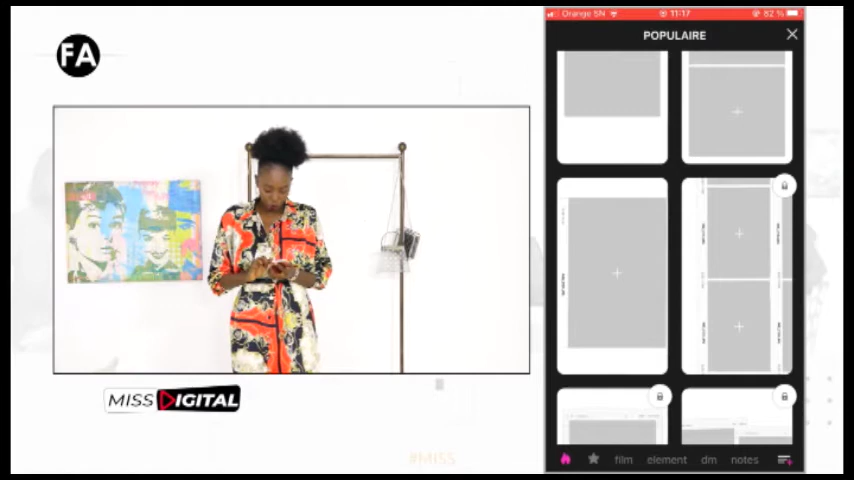 FA
MISS DIGITAL
#MISS
Orange SN 11:17 82 %
POPULAIRE
film element dm notes